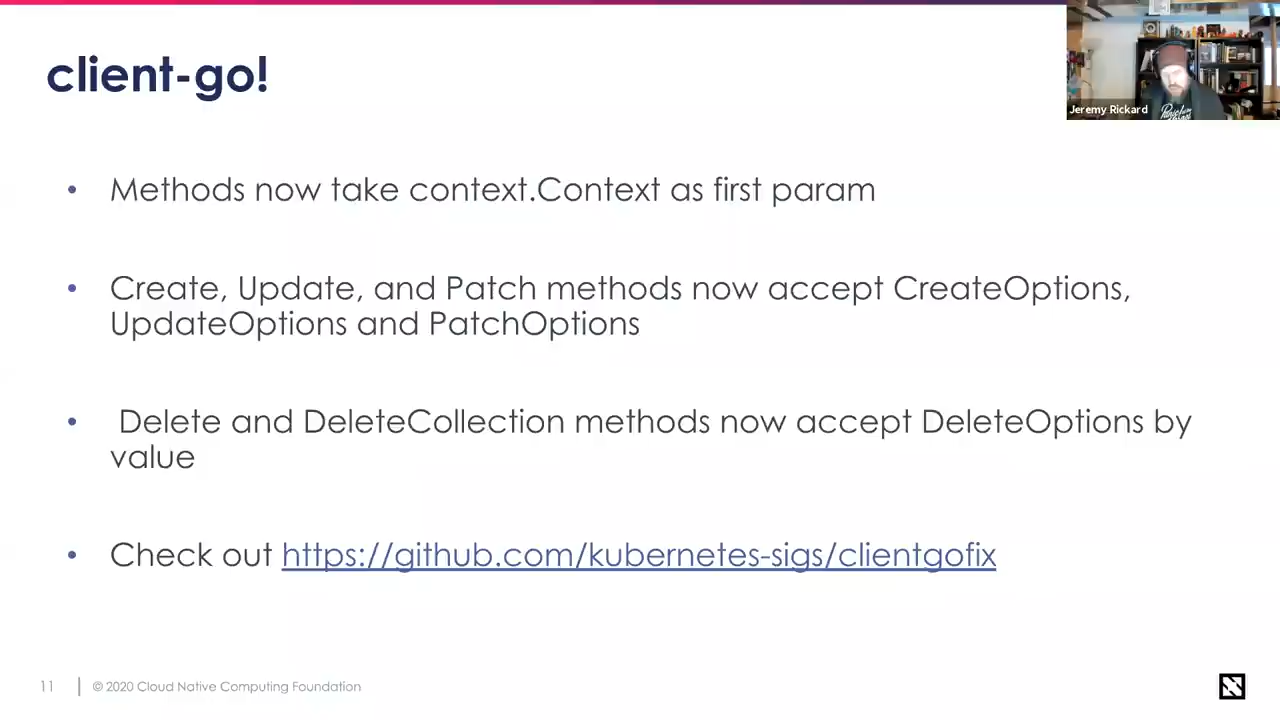 client-go!
Jeremy Rickard
• Methods now take context.Context as first param
• Create, Update, and Patch methods now accept CreateOptions,
UpdateOptions and PatchOptions
• Delete and DeleteCollection methods now accept DeleteOptions by
value
• Check out https://github.com/kubernetes-sigs/clientgofix
11
© 2020 Cloud Native Computing Foundation